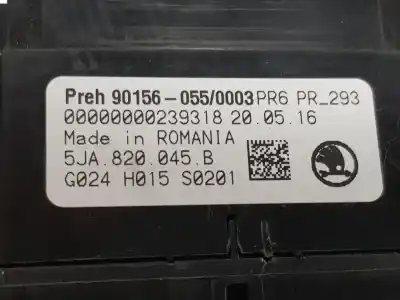 Preh 90156-055/0003 PR6 PR_293
00000000239318 20.05.16
Made in ROMANIA
5JA.820.045.B
G024 H015 S0201